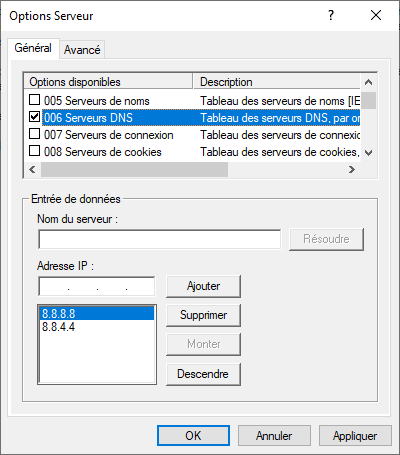 Options Serveur
? ×
Général Avancé
Options disponibles Description
006 Serveurs de noms Tableau des serveurs de noms [IE
006 Serveurs DNS Tableau des serveurs DNS, par or
007 Serveurs de connexion Tableau des serveurs de connexio
008 Serveurs de cookies Tableau des serveurs de cookies,
Entrée de données
Nom du serveur :
Résoudre
Adresse IP :
. . . Ajouter
8.8.8.8 Supprimer
8.8.4.4
Monter
Descendre
OK Annuler Appliquer